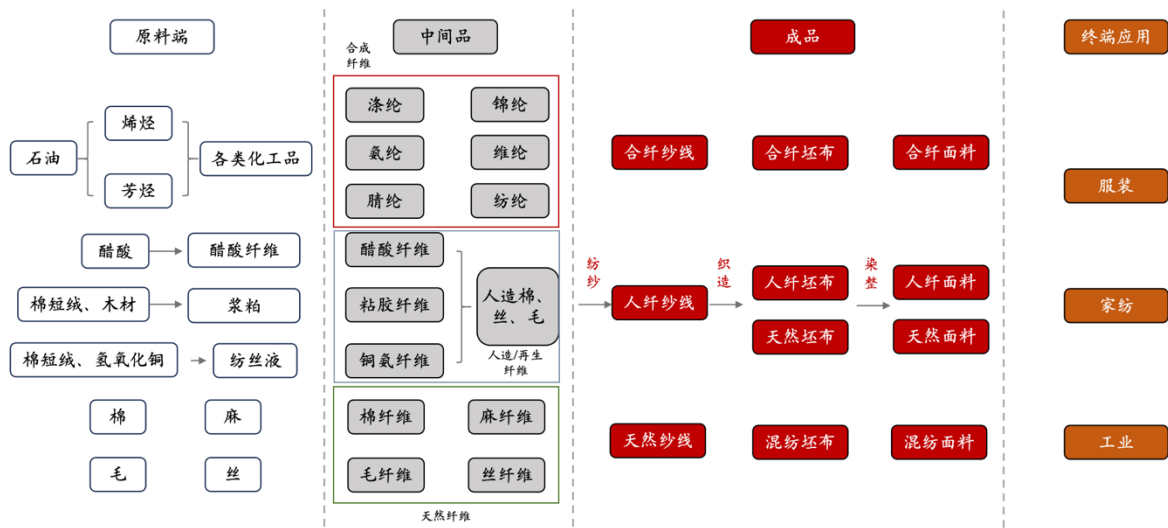 原料端
中间品
成品
终端应用
合成
纤维
石油
烯烃
芳烃
各类化工品
醋酸
醋酸纤维
棉短绒、木材
浆粕
棉短绒、氢氧化铜
纺丝液
棉
麻
毛
丝
涤纶
锦纶
氨纶
维纶
腈纶
纺纶
醋酸纤维
粘胶纤维
铜氨纤维
人造棉、
丝、毛
人造/再生
纤维
棉纤维
麻纤维
毛纤维
丝纤维
天然纤维
纺
纱
织
造
染
整
合纤纱线
合纤坯布
合纤面料
人纤纱线
人纤坯布
人纤面料
天然坯布
天然面料
天然纱线
混纺坯布
混纺面料
服装
家纺
工业